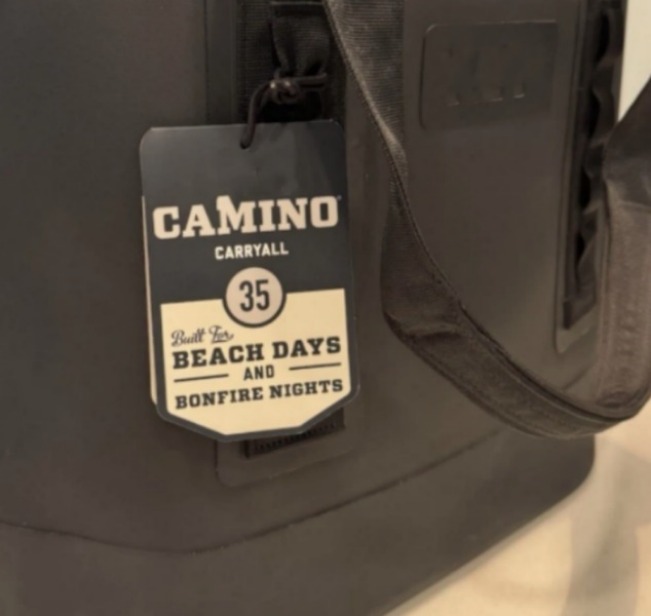 CAMINO
CARRYALL
35
Built For
BEACH DAYS
AND
BONFIRE NIGHTS